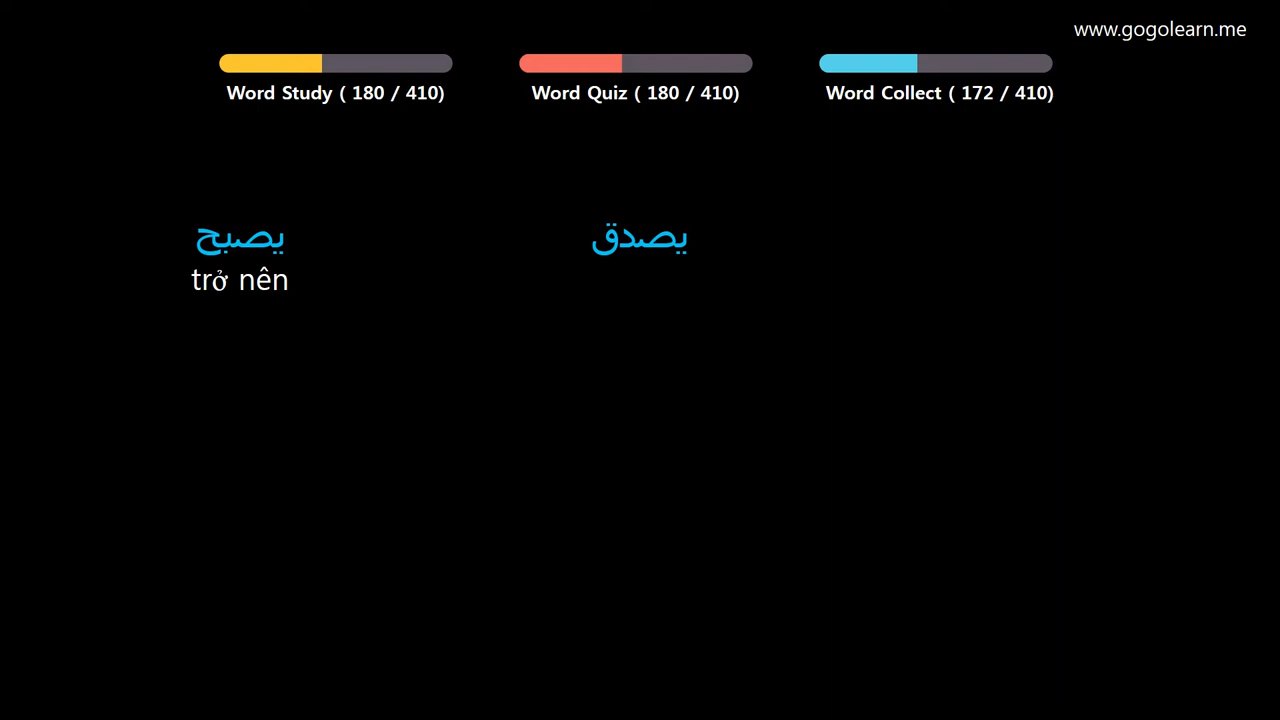 www.gogolearn.me
Word Study ( 180 / 410)
Word Quiz ( 180 / 410)
Word Collect ( 172 / 410)
يصبح
trở nên
يصدق